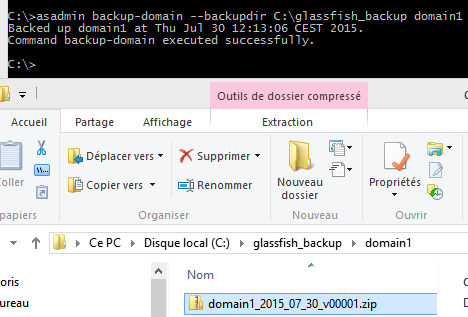 C:\>asadmin backup-domain --backupdir C:\glassfish_backup domain1
Backed up domain1 at Thu Jul 30 12:13:06 CEST 2015.
Command backup-domain executed successfully.
C:\>
Outils de dossier compressé
Accueil Partage Affichage Extraction
Déplacer vers Supprimer
Copier vers Renommer
Nouveau dossier
Propriétés
oller
papiers Organiser Nouveau Ouvrir
Ce PC Disque local (C:) glassfish_backup domain1
Nom
oris
ureau
domain1_2015_07_30_v00001.zip